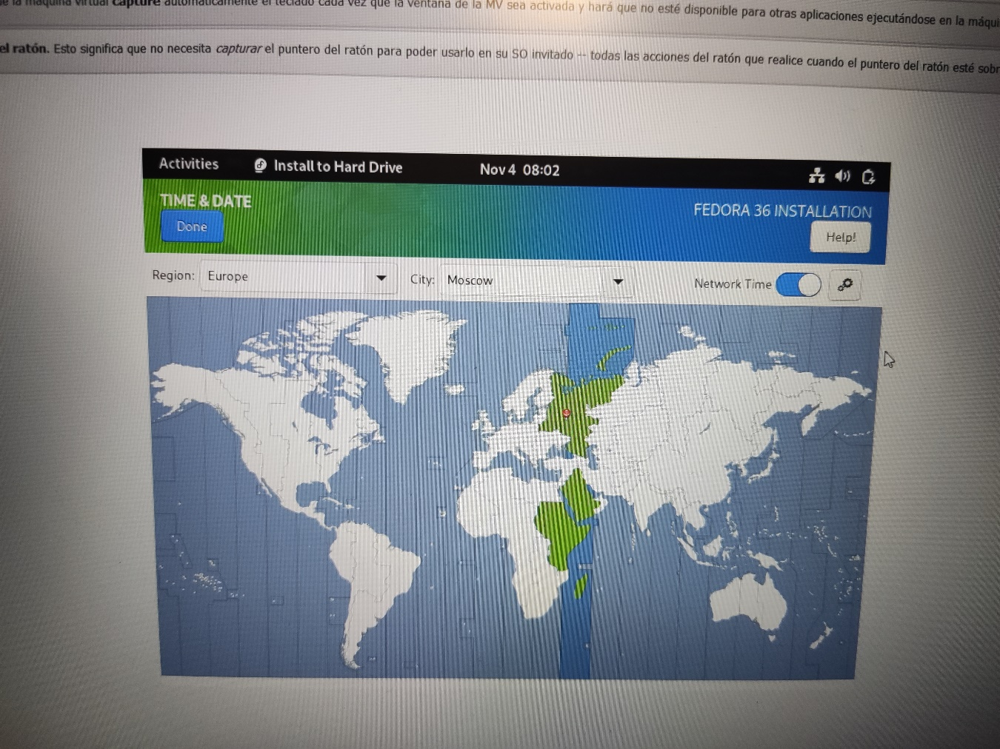 la máquina virtual capture automáticamente el teclado cada vez que la ventana de la MV sea activada y hará que no esté disponible para otras aplicaciones ejecutándose en la
el ratón. Esto significa que no necesita capturar el puntero del ratón para poder usarlo en su SO invitado -- todas las acciones del ratón que realice cuando el puntero del ratón esté
Activities Install to Hard Drive Nov 4 08:02
TIME & DATE FEDORA 36 INSTALLATION
Done Help!
Region: Europe City: Moscow Network Time